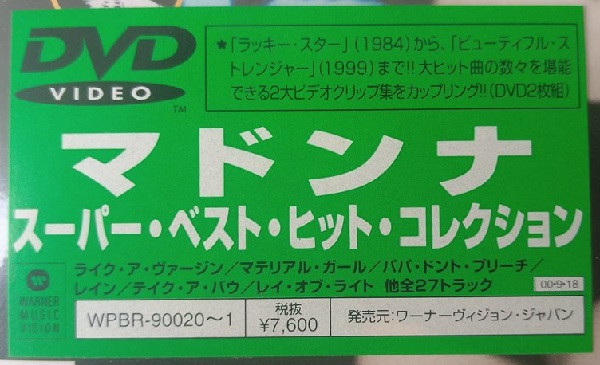 DVD
VIDEO
TM
★「ラッキー・スター」(1984)から、「ビューティフル・ス
トレンジャー」(1999)まで!!大ヒット曲の数々を堪能
できる2大ビデオクリップ集をカップリング!!(DVD2枚組)
マドンナ
スーパー・ベスト・ヒット・コレクション
ライク・ア・ヴァージン/マテリアル・ガール/パパ・ドント・プリーチ/
レイン/テイク・ア・バウ/レイ・オブ・ライト 他全27トラック
00-9-18
WARNER
MUSIC
VISION
WPBR-90020〜1
税抜
¥7,600
発売元:ワーナーヴィジョン・ジャパン